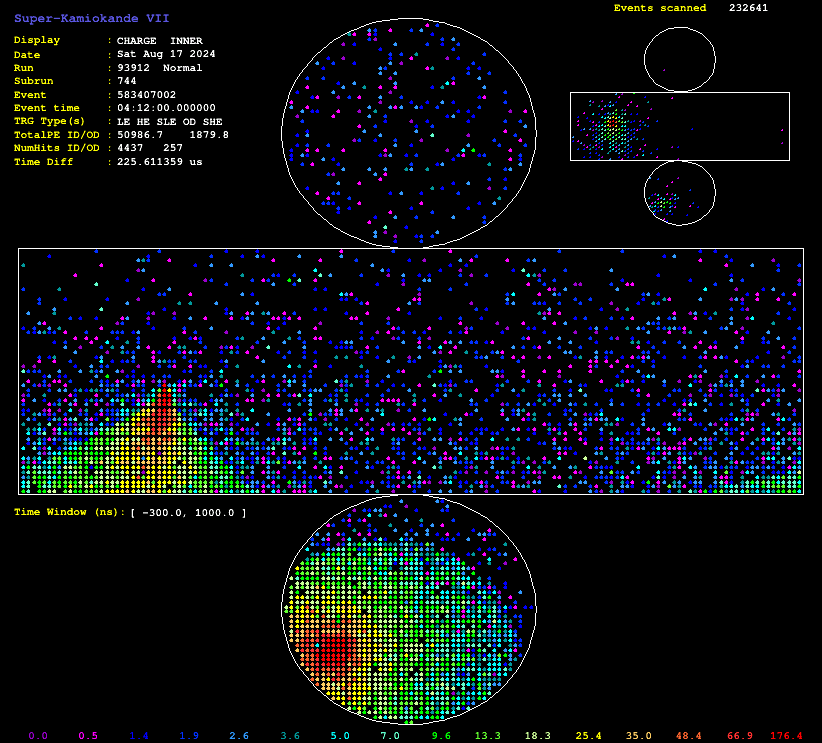 Super-Kamiokande VII
Events scanned 232641
Display : CHARGE INNER
Date : Sat Aug 17 2024
Run : 93912 Normal
Subrun : 744
Event : 583407002
Event time : 04:12:00.000000
TRG Type(s) : LE HE SLE OD SHE
TotalPE ID/OD : 50986.7 1879.8
NumHits ID/OD : 4437 257
Time Diff : 225.611359 us
Time Window (ns): [ -300.0, 1000.0 ]
0.0 0.5 1.4 1.9 2.6 3.6 5.0 7.0 9.6 13.3 18.3 25.4 35.0 48.4 66.9 176.4